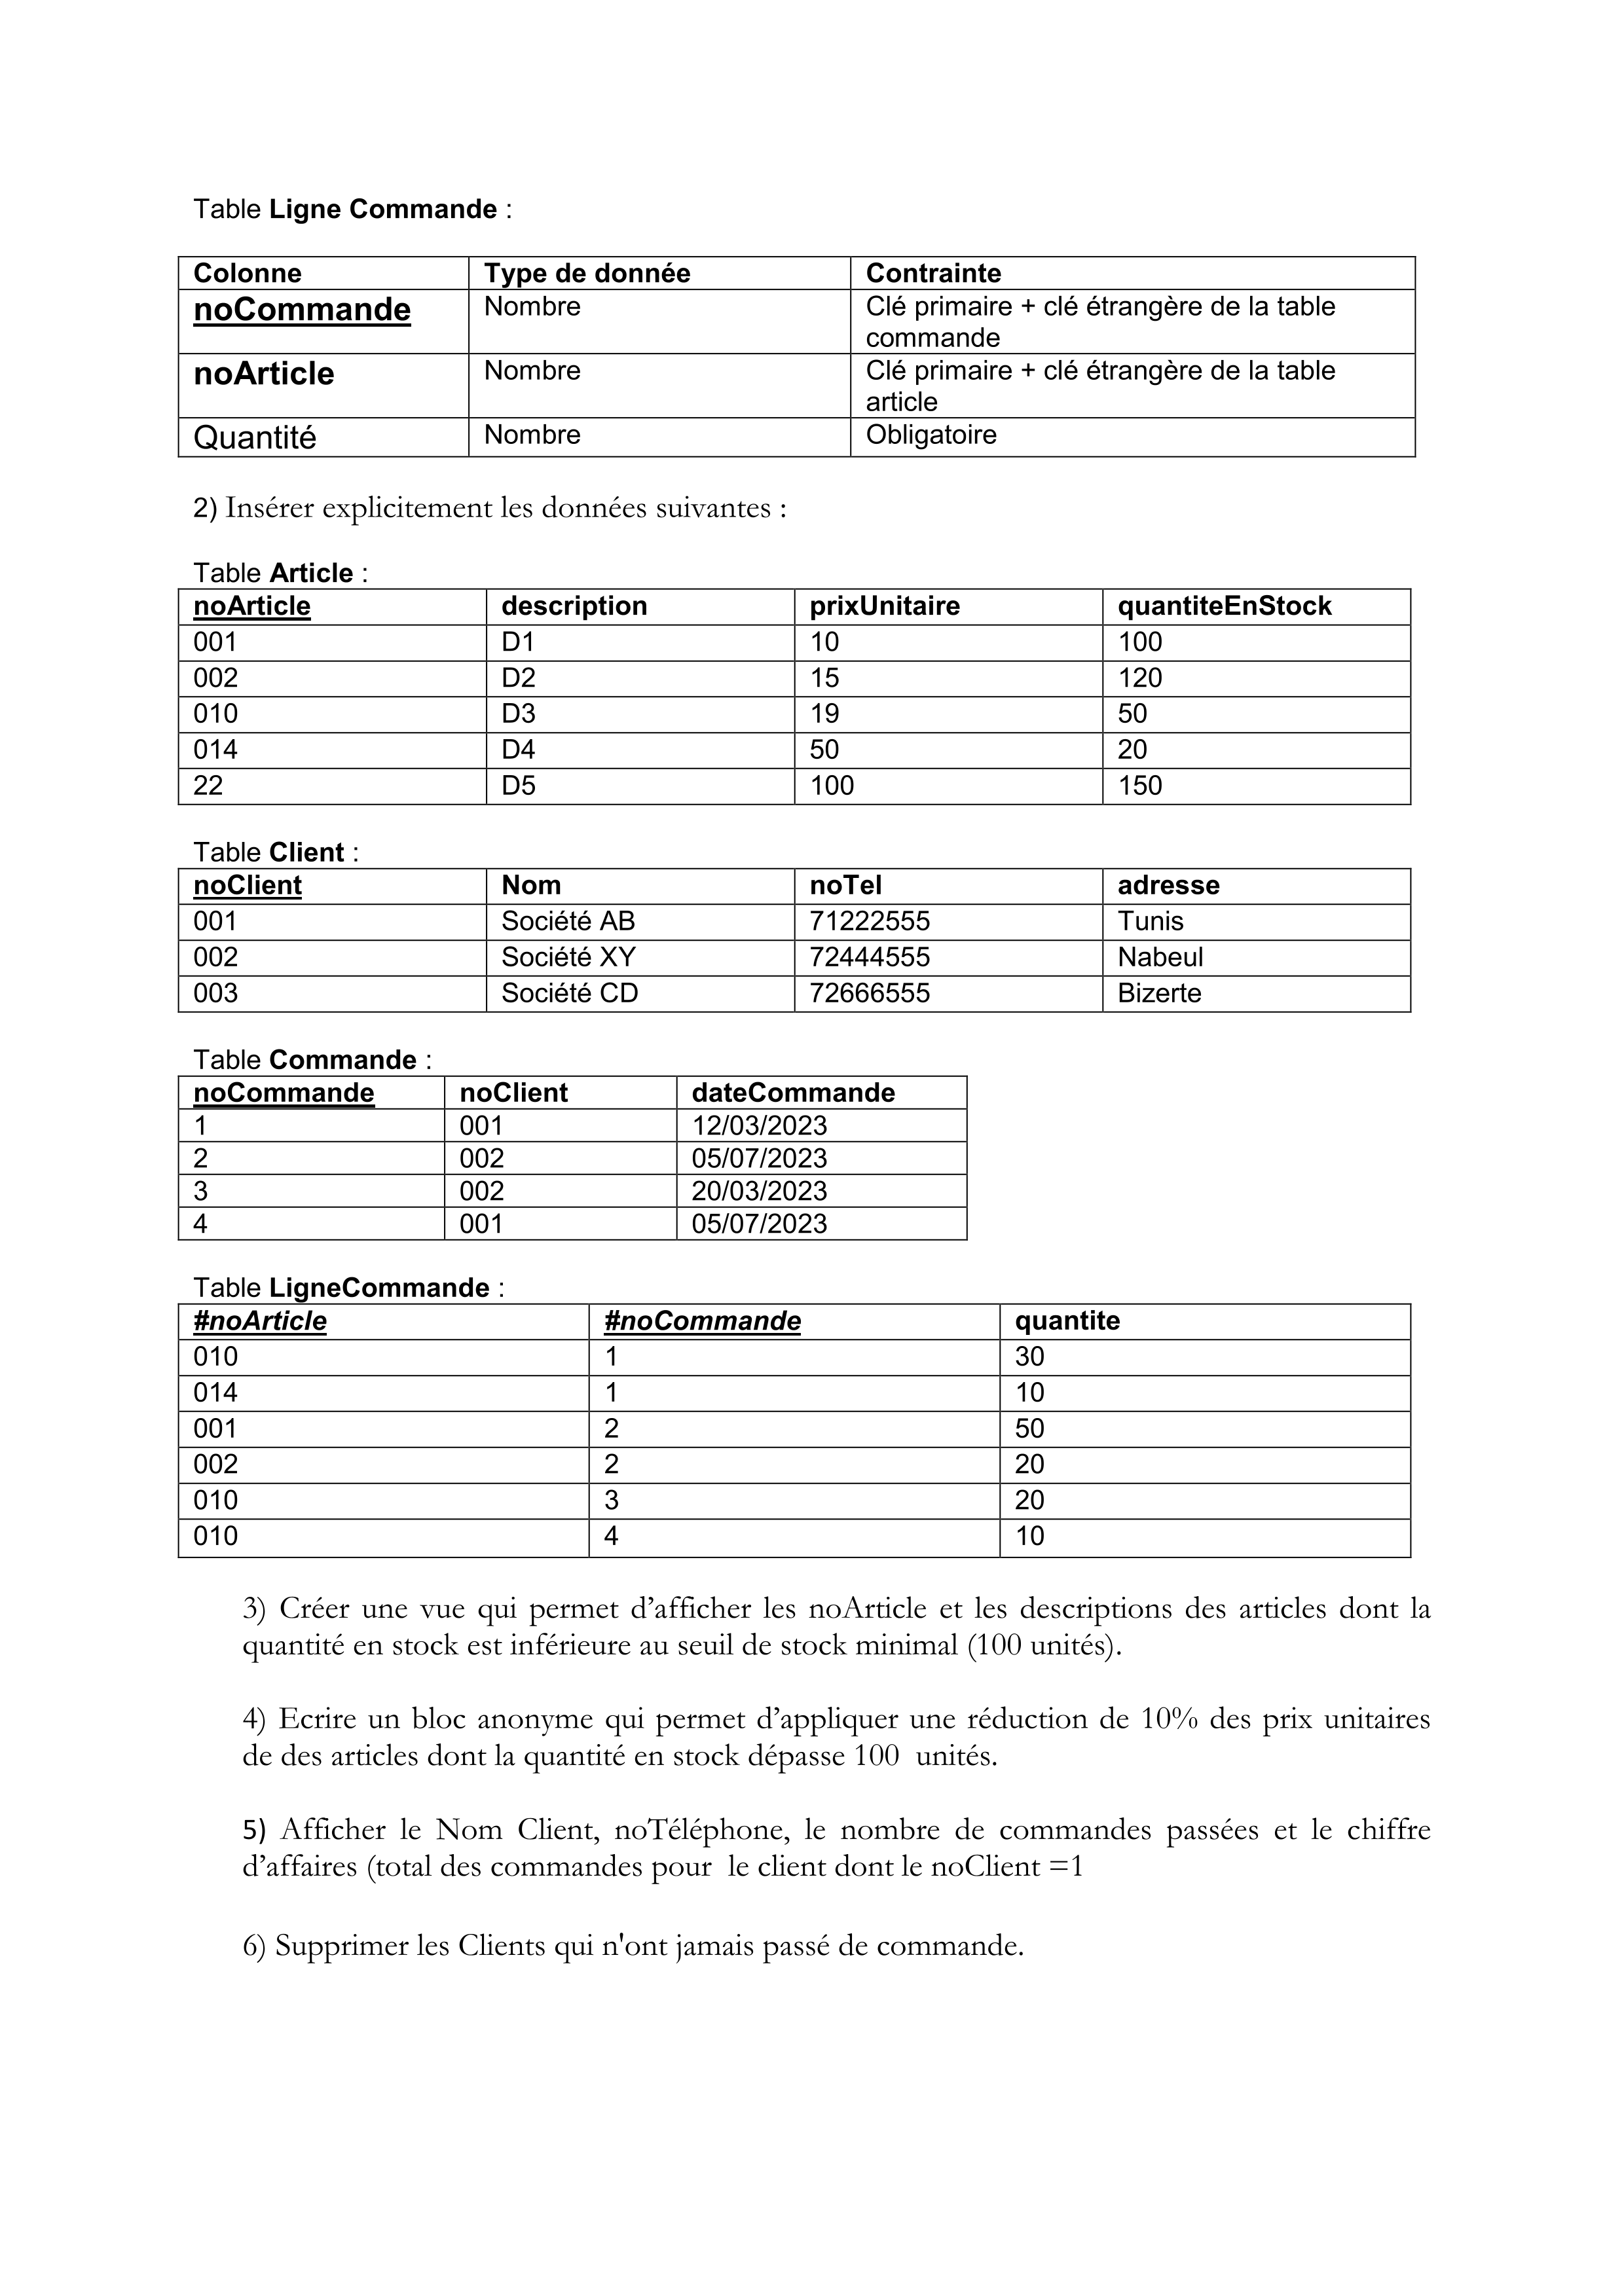 Table Ligne Commande :
Colonne Type de donnée Contrainte
noCommande Nombre Clé primaire + clé étrangère de la table
commande
noArticle Nombre Clé primaire + clé étrangère de la table
article
Quantité Nombre Obligatoire
2) Insérer explicitement les données suivantes :
Table Article :
noArticle description prixUnitaire quantiteEnStock
001 D1 10 100
002 D2 15 120
010 D3 19 50
014 D4 50 20
22 D5 100 150
Table Client :
noClient Nom noTel adresse
001 Société AB 71222555 Tunis
002 Société XY 72444555 Nabeul
003 Société CD 72666555 Bizerte
Table Commande :
noCommande noClient dateCommande
1 001 12/03/2023
2 002 05/07/2023
3 002 20/03/2023
4 001 05/07/2023
Table LigneCommande :
#noArticle #noCommande quantite
010 1 30
014 1 10
001 2 50
002 2 20
010 3 20
010 4 10
3) Créer une vue qui permet d’afficher les noArticle et les descriptions des articles dont la
quantité en stock est inférieure au seuil de stock minimal (100 unités).
4) Ecrire un bloc anonyme qui permet d’appliquer une réduction de 10% des prix unitaires
de des articles dont la quantité en stock dépasse 100 unités.
5) Afficher le Nom Client, noTéléphone, le nombre de commandes passées et le chiffre
d’affaires (total des commandes pour le client dont le noClient =1
6) Supprimer les Clients qui n'ont jamais passé de commande.